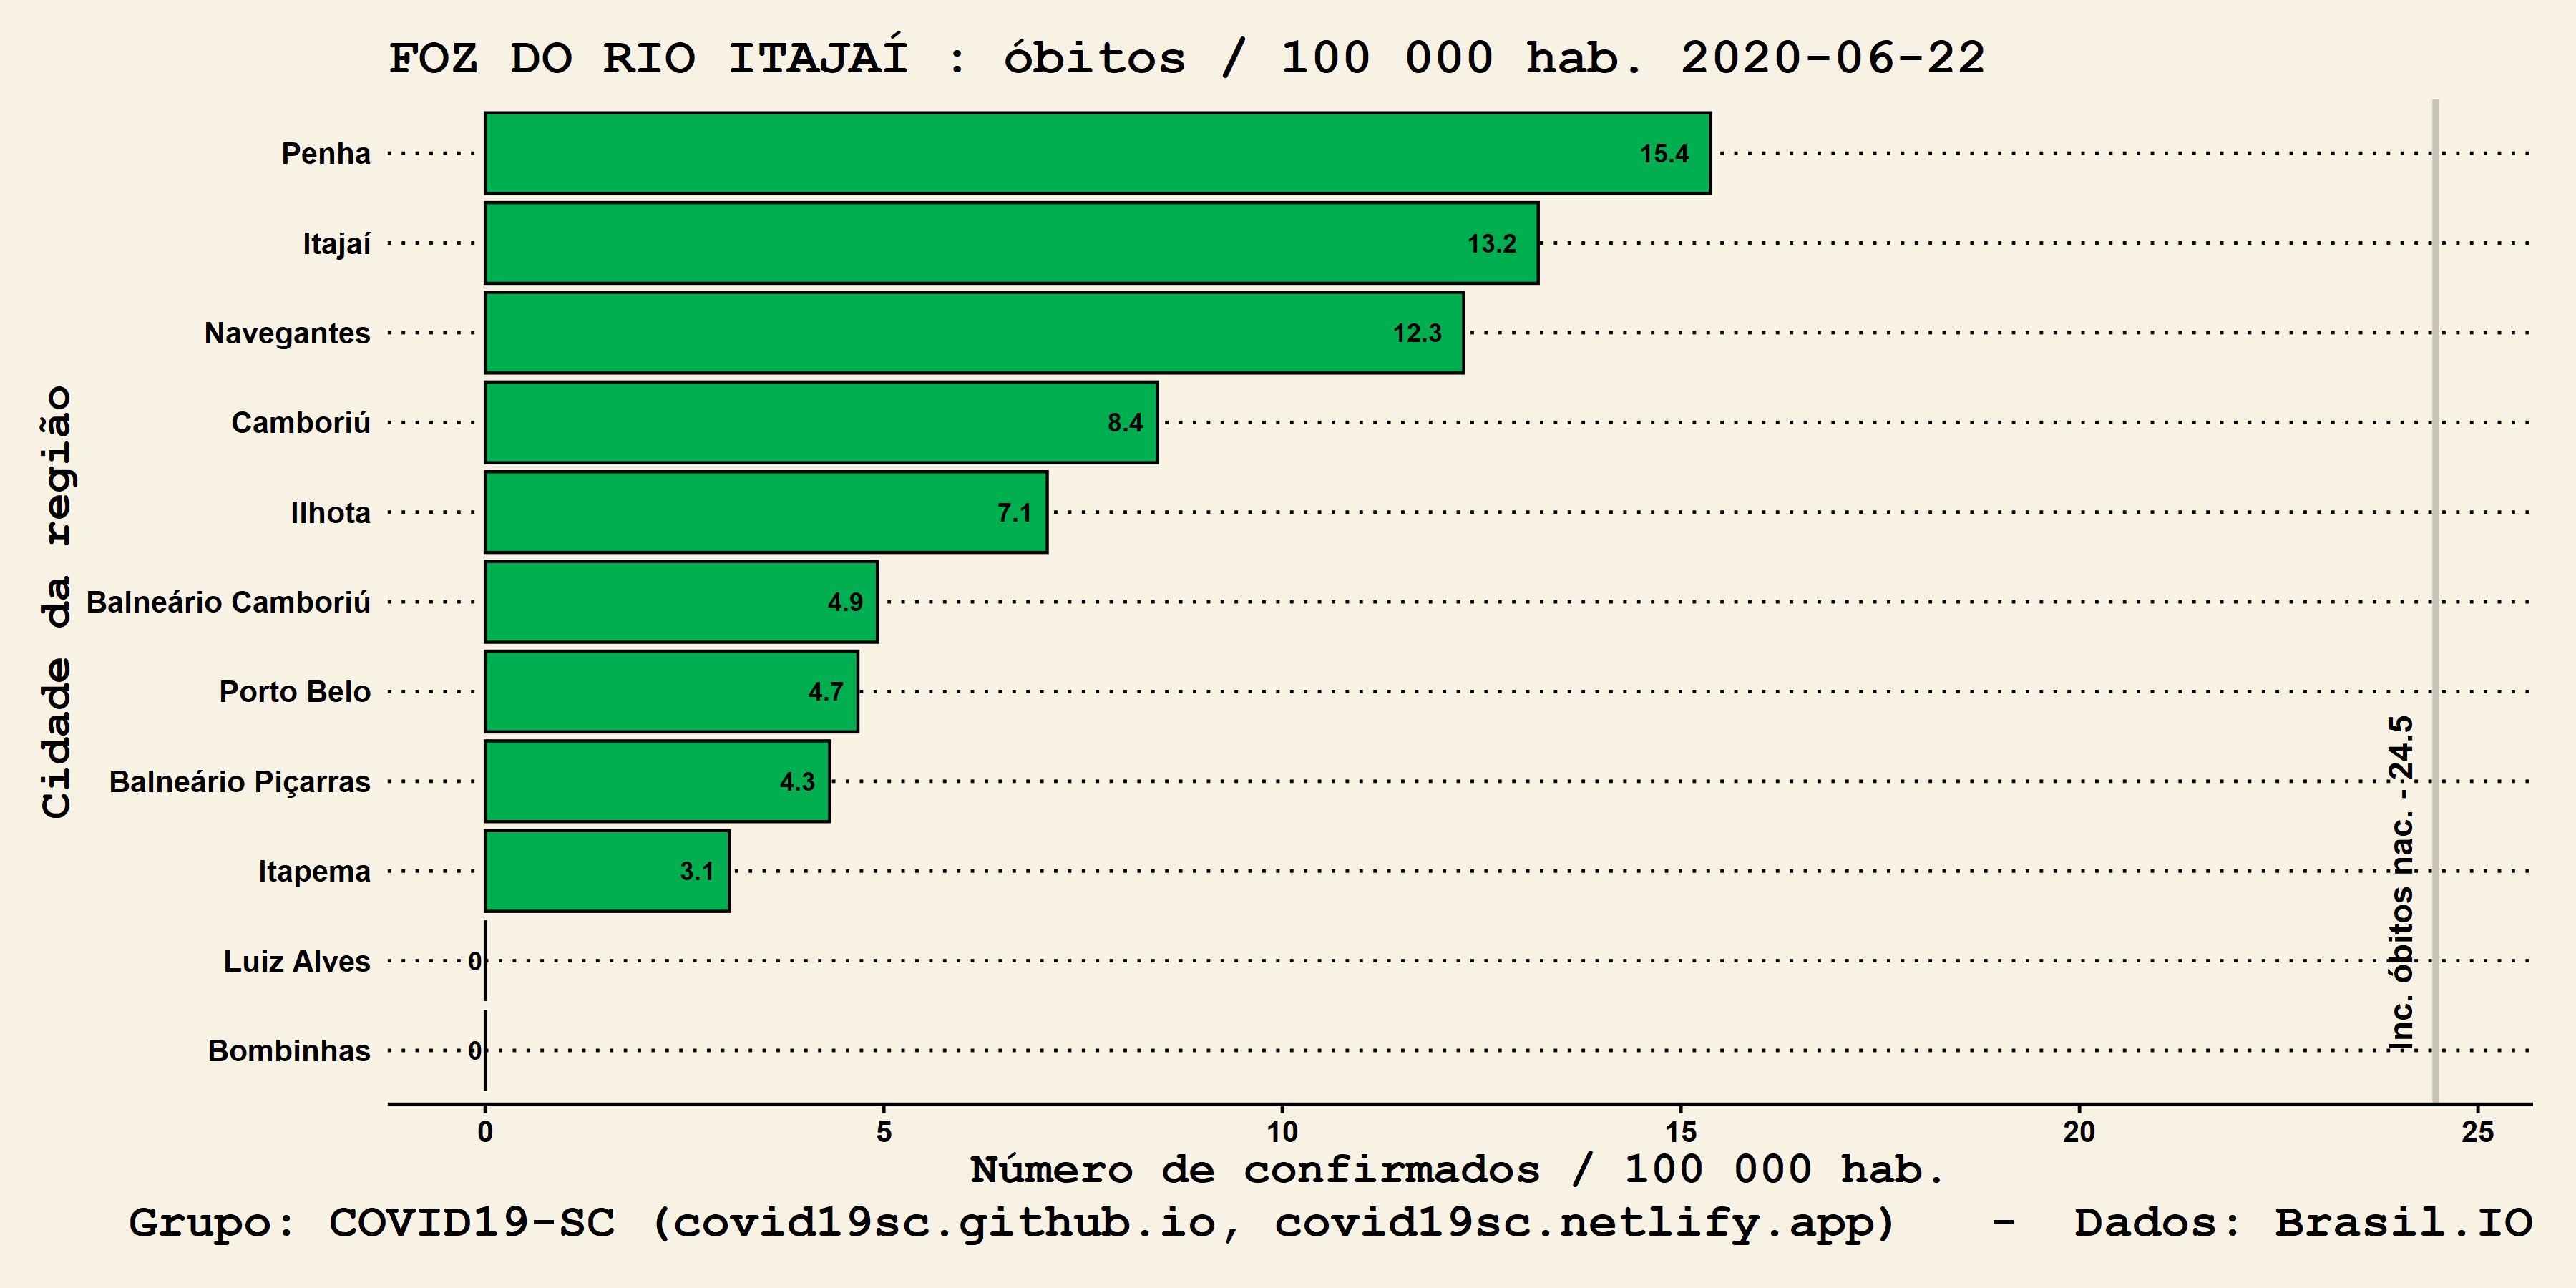 FOZ DO RIO ITAJAÍ : óbitos / 100 000 hab. 2020-06-22
Cidade da região
Penha 15.4
Itajaí 13.2
Navegantes 12.3
Camboriú 8.4
Ilhota 7.1
Balneário Camboriú 4.9
Porto Belo 4.7
Balneário Piçarras 4.3
Itapema 3.1
Luiz Alves 0
Bombinhas 0
Inc. óbitos nac. - 24.5
0 5 10 15 20 25
Número de confirmados / 100 000 hab.
Grupo: COVID19-SC (covid19sc.github.io, covid19sc.netlify.app) - Dados: Brasil.IO